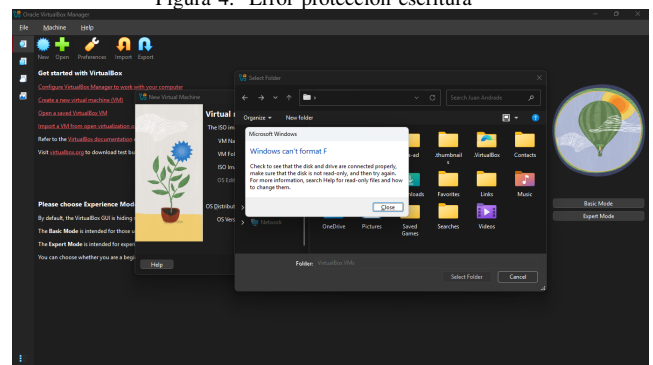 Figura 4. Error protección escritura
Oracle VirtualBox Manager
File Machine Help
New Open Preferences Import Export
Get started with VirtualBox
Configure VirtualBox Manager to work with your computer
Create a new virtual machine (VM)
Open a saved VirtualBox VM
Import a VM from open virtualization
Refer to the VirtualBox documentation
Visit virtualbox.org to download test bu
Please choose Experience Mod
By default, the VirtualBox GUI is hiding
The Basic Mode is intended for those u
The Expert Mode is intended for exper
You can choose whether you are a begi
New Virtual Machine
Virtual
The ISO im
VM Na
VM Fol
ISO Im
OS Edit
OS Distribut
OS Vers
Help
Select Folder
Search Juan Andrade
Organize New folder
Microsoft Windows
Windows can't format F
Check to see that the disk and drive are connected properly,
make sure that the disk is not read-only, and then try again.
For more information, search Help for read-only files and how
to change them.
Close
Network
s-ad .thumbnails .VirtualBox Contacts
nloads Favorites Links Music
OneDrive Pictures Saved Games Searches Videos
Folder: VirtualBox VMs
Select Folder Cancel
Basic Mode
Expert Mode